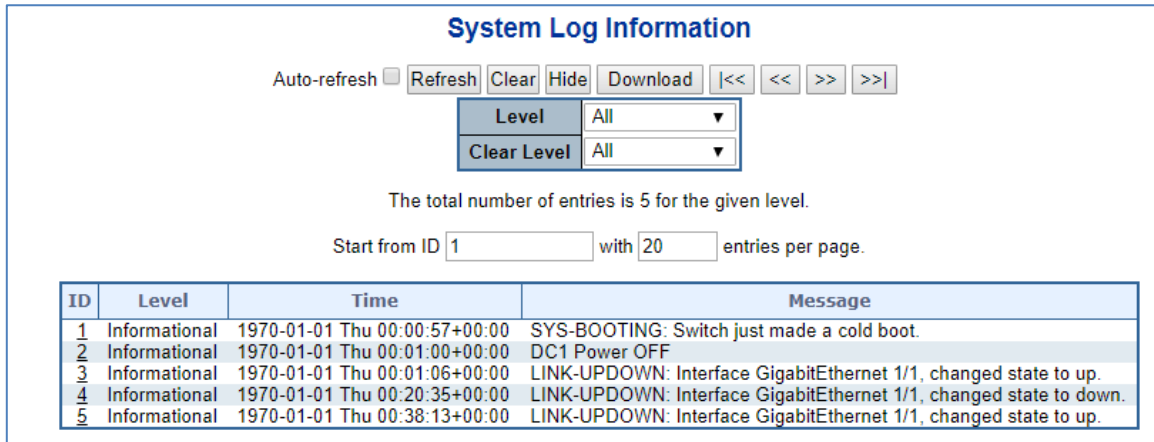 System Log Information
Auto-refresh Refresh Clear Hide Download |<< << >> >>|
Level All
Clear Level All
The total number of entries is 5 for the given level.
Start from ID 1 with 20 entries per page.
ID Level Time Message
1 Informational 1970-01-01 Thu 00:00:57+00:00 SYS-BOOTING: Switch just made a cold boot.
2 Informational 1970-01-01 Thu 00:01:00+00:00 DC1 Power OFF
3 Informational 1970-01-01 Thu 00:01:06+00:00 LINK-UPDOWN: Interface GigabitEthernet 1/1, changed state to up.
4 Informational 1970-01-01 Thu 00:20:35+00:00 LINK-UPDOWN: Interface GigabitEthernet 1/1, changed state to down.
5 Informational 1970-01-01 Thu 00:38:13+00:00 LINK-UPDOWN: Interface GigabitEthernet 1/1, changed state to up.